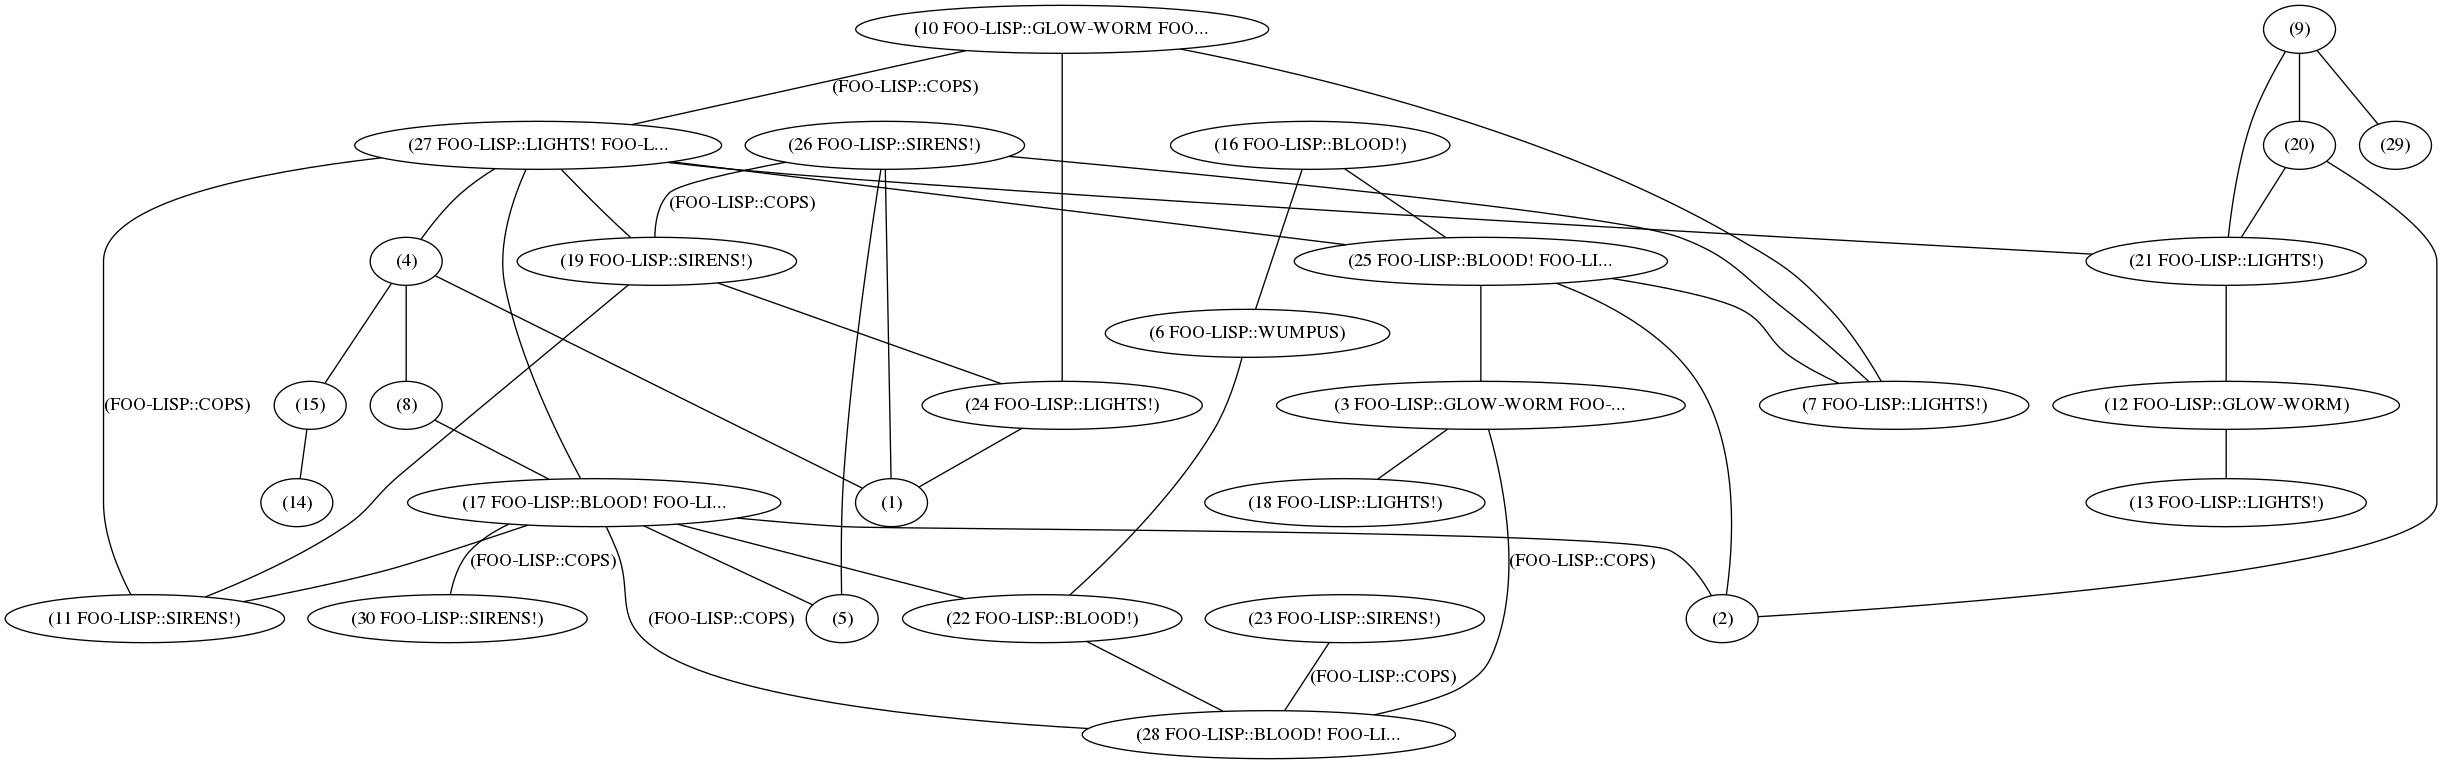 (10 FOO-LISP::GLOW-WORM FOO...
(9)
(FOO-LISP::COPS)
(27 FOO-LISP::LIGHTS! FOO-L...
(26 FOO-LISP::SIRENS!)
(16 FOO-LISP::BLOOD!)
(20)
(29)
(FOO-LISP::COPS)
(4)
(19 FOO-LISP::SIRENS!)
(25 FOO-LISP::BLOOD! FOO-LI...
(21 FOO-LISP::LIGHTS!)
(6 FOO-LISP::WUMPUS)
(FOO-LISP::COPS)
(15)
(8)
(24 FOO-LISP::LIGHTS!)
(3 FOO-LISP::GLOW-WORM FOO-...
(7 FOO-LISP::LIGHTS!)
(12 FOO-LISP::GLOW-WORM)
(14)
(17 FOO-LISP::BLOOD! FOO-LI...
(1)
(18 FOO-LISP::LIGHTS!)
(13 FOO-LISP::LIGHTS!)
(FOO-LISP::COPS)
(FOO-LISP::COPS)
(11 FOO-LISP::SIRENS!)
(30 FOO-LISP::SIRENS!)
(FOO-LISP::COPS)
(5)
(22 FOO-LISP::BLOOD!)
(23 FOO-LISP::SIRENS!)
(2)
(FOO-LISP::COPS)
(28 FOO-LISP::BLOOD! FOO-LI...